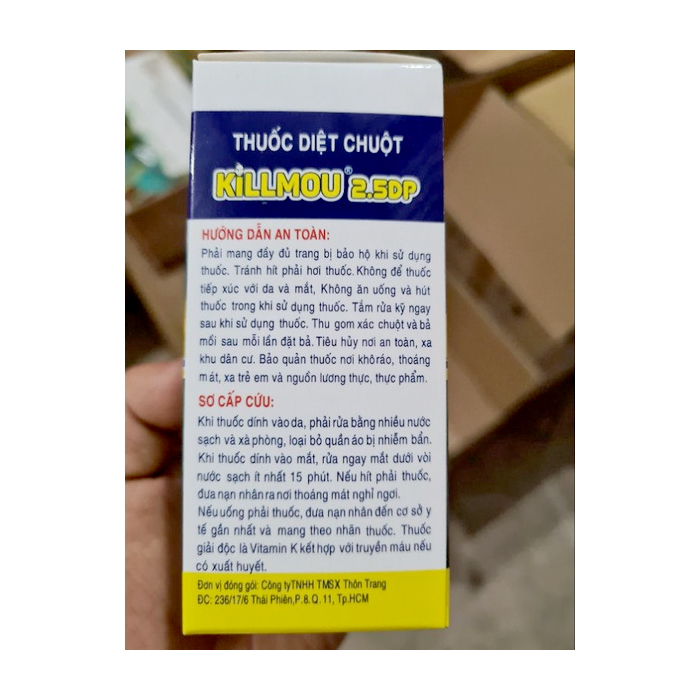 THUỐC DIỆT CHUỘT
KILLMOU® 2.5DP
HƯỚNG DẪN AN TOÀN:
Phải mang đầy đủ trang bị bảo hộ khi sử dụng
thuốc. Tránh hít phải hơi thuốc. Không để thuốc
tiếp xúc với da và mắt, Không ăn uống và hút
thuốc trong khi sử dụng thuốc. Tắm rửa kỹ ngay
sau khi sử dụng thuốc. Thu gom xác chuột và bả
mồi sau mỗi lần đặt bả. Tiêu hủy nơi an toàn, xa
khu dân cư. Bảo quản thuốc nơi khô ráo, thoáng
mát, xa trẻ em và nguồn lương thực, thực phẩm.
SƠ CẤP CỨU:
Khi thuốc dính vào da, phải rửa bằng nhiều nước
sạch và xà phòng, loại bỏ quần áo bị nhiễm bẩn.
Khi thuốc dính vào mắt, rửa ngay mắt dưới vòi
nước sạch ít nhất 15 phút. Nếu hít phải thuốc,
đưa nạn nhân ra nơi thoáng mát nghỉ ngơi.
Nếu uống phải thuốc, đưa nạn nhân đến cơ sở y
tế gần nhất và mang theo nhãn thuốc. Thuốc
giải độc là Vitamin K kết hợp với truyền máu nếu
có xuất huyết.
Đơn vị đóng gói: Công ty TNHH TMSX Thôn Trang
ĐC: 236/17/6 Thái Phiên, P.8. Q. 11, Tp.HCM